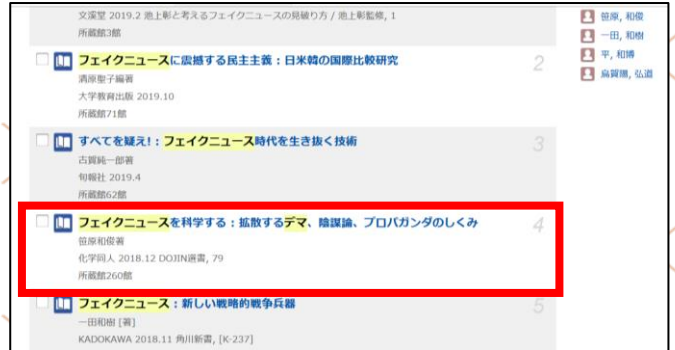 文溪堂 2019.2 池上彰と考えるフェイクニュースの見破り方 / 池上彰監修, 1
所蔵館3館
フェイクニュースに震撼する民主主義：日米韓の国際比較研究
清原聖子編著
大学教育出版 2019.10
所蔵館71館
2
すべてを疑え!：フェイクニュース時代を生き抜く技術
古賀純一郎著
旬報社 2019.4
所蔵館62館
3
フェイクニュースを科学する：拡散するデマ、陰謀論、プロパガンダのしくみ
笹原和俊著
化学同人 2018.12 DOJIN選書, 79
所蔵館260館
4
フェイクニュース：新しい戦略的戦争兵器
一田和樹 [著]
KADOKAWA 2018.11 角川新書, [K-237]
5
笹原, 和俊
一田, 和樹
平, 和博
烏賀陽, 弘道